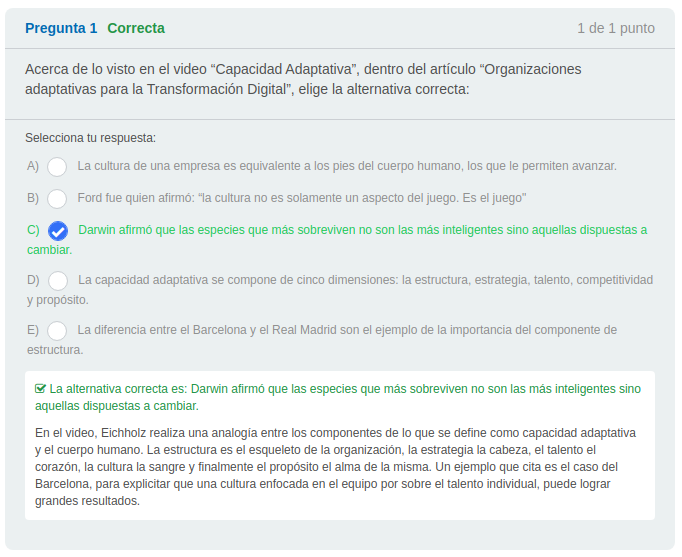 Pregunta 1 Correcta 1 de 1 punto
Acerca de lo visto en el video “Capacidad Adaptativa”, dentro del artículo “Organizaciones
adaptativas para la Transformación Digital”, elige la alternativa correcta:
Selecciona tu respuesta:
A) La cultura de una empresa es equivalente a los pies del cuerpo humano, los que le permiten avanzar.
B) Ford fue quien afirmó: “la cultura no es solamente un aspecto del juego. Es el juego”
C) Darwin afirmó que las especies que más sobreviven no son las más inteligentes sino aquellas dispuestas a
cambiar.
D) La capacidad adaptativa se compone de cinco dimensiones: la estructura, estrategia, talento, competitividad
y propósito.
E) La diferencia entre el Barcelona y el Real Madrid son el ejemplo de la importancia del componente de
estructura.
La alternativa correcta es: Darwin afirmó que las especies que más sobreviven no son las más inteligentes sino
aquellas dispuestas a cambiar.
En el video, Eichholz realiza una analogía entre los componentes de lo que se define como capacidad adaptativa
y el cuerpo humano. La estructura es el esqueleto de la organización, la estrategia la cabeza, el talento el
corazón, la cultura la sangre y finalmente el propósito el alma de la misma. Un ejemplo que cita es el caso del
Barcelona, para explicitar que una cultura enfocada en el equipo por sobre el talento individual, puede lograr
grandes resultados.